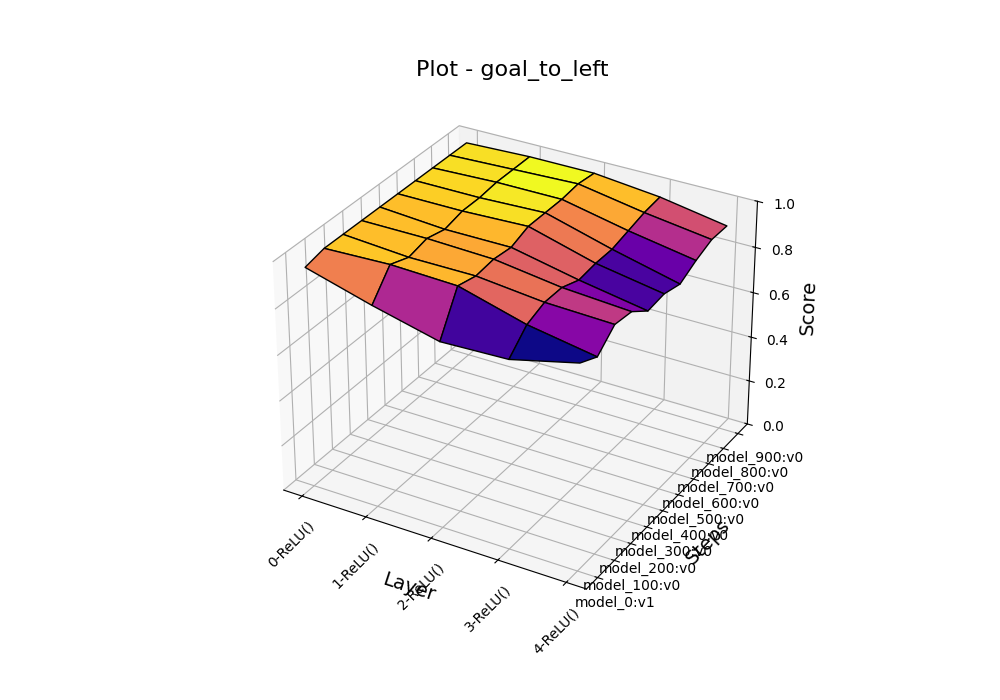 Plot - goal_to_left
1.0
0.8
0.6
0.4
0.2
0.0
Score
model_900:v0
model_800:v0
model_700:v0
model_600:v0
model_500:v0
model_400:v0
model_300:v0
model_200:v0
model_100:v0
model_0:v1
Steps
0-ReLU()
1-ReLU()
2-ReLU()
3-ReLU()
4-ReLU()
Layer